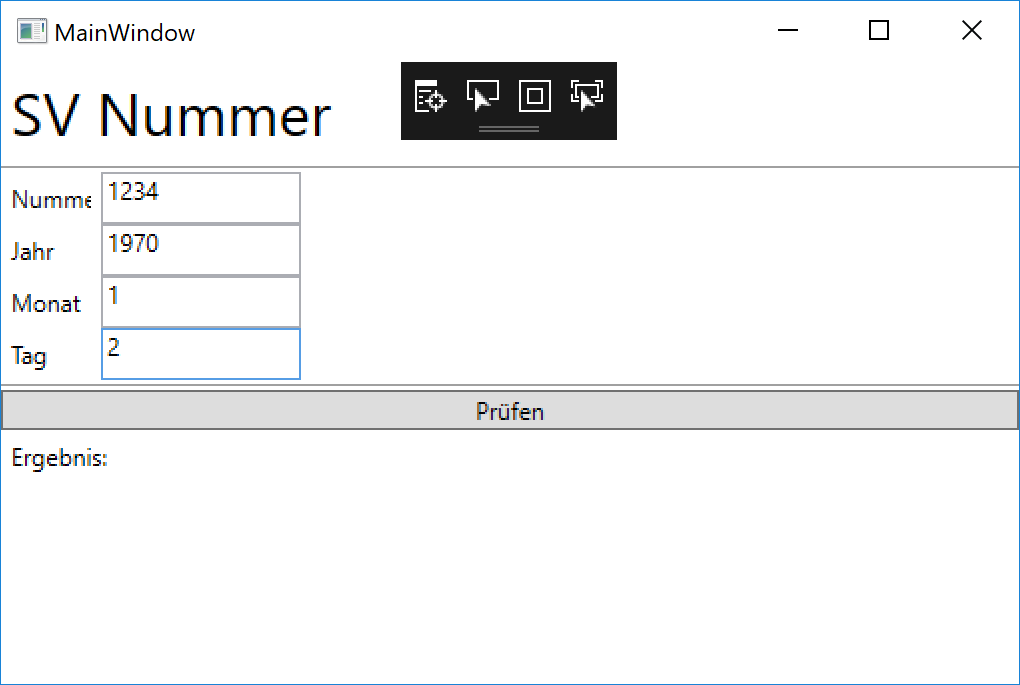 MainWindow
SV Nummer
Numme
1234
Jahr
1970
Monat
1
Tag
2
Prüfen
Ergebnis: